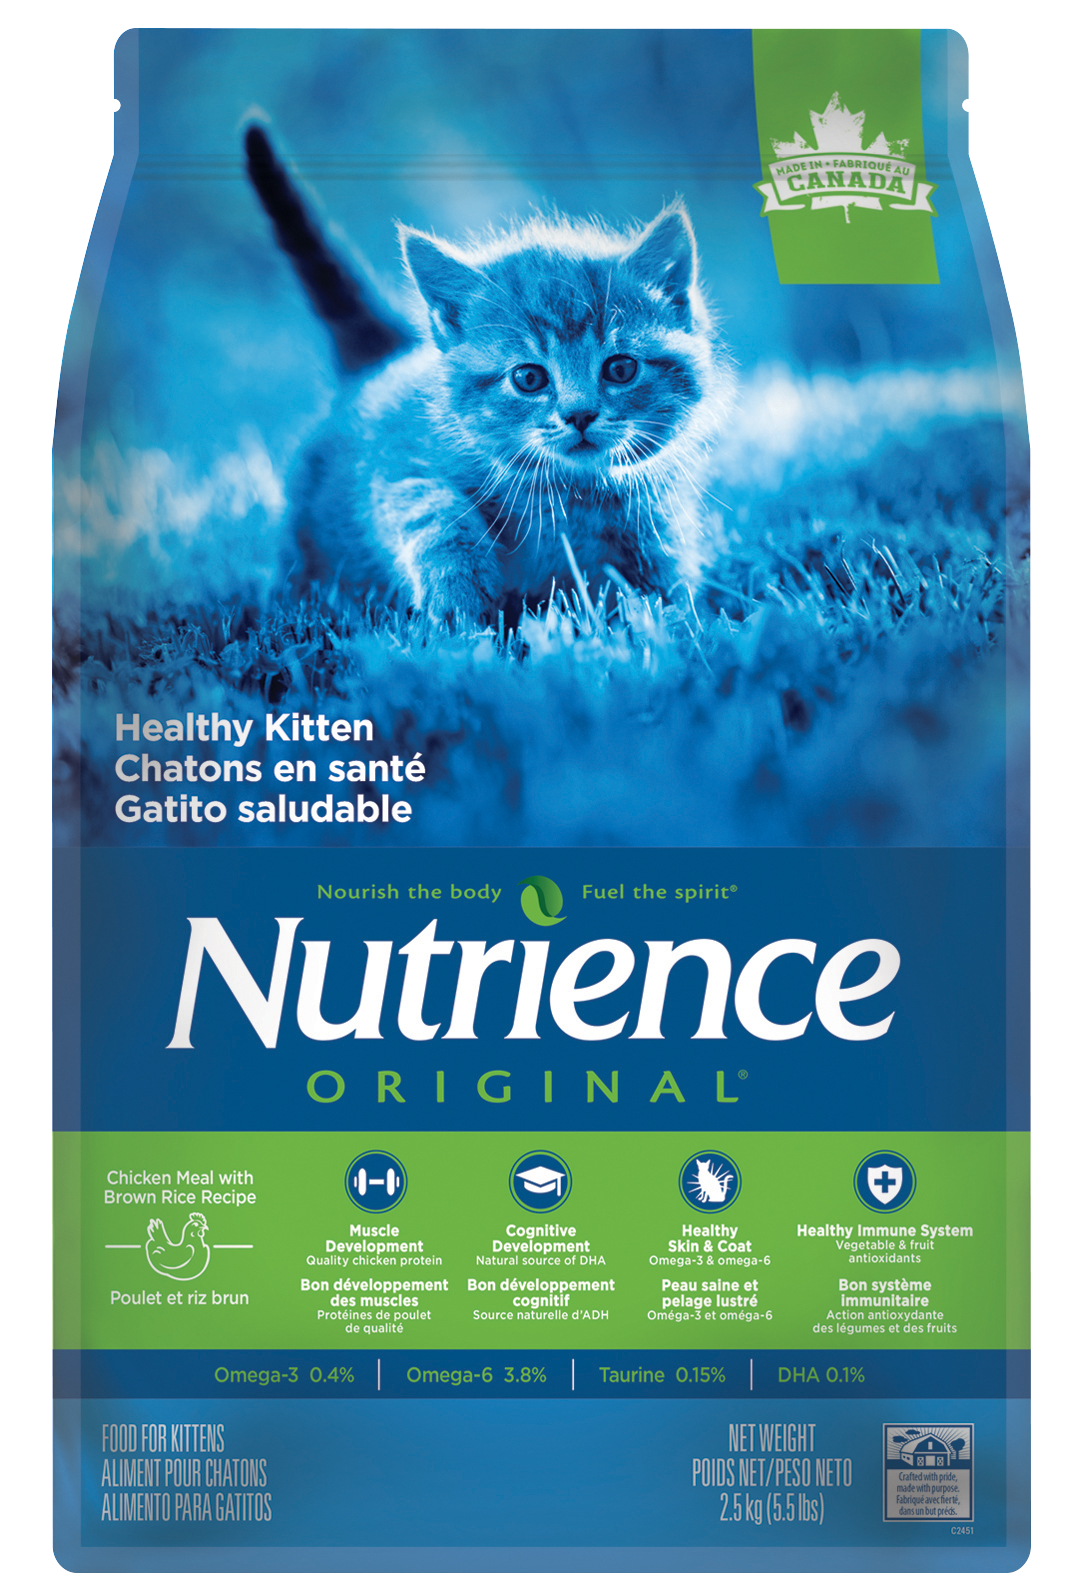 MADE IN • FABRIQUÉ AU
CANADA
Healthy Kitten
Chatons en santé
Gatito saludable
Nourish the body Fuel the spirit®
Nutrience
ORIGINAL®
Chicken Meal with
Brown Rice Recipe
Poulet et riz brun
Muscle
Development
Quality chicken protein
Bon développement
des muscles
Protéines de poulet
de qualité
Cognitive
Development
Natural source of DHA
Bon développement
cognitif
Source naturelle d'ADH
Healthy
Skin & Coat
Omega-3 & omega-6
Peau saine et
pelage lustré
Oméga-3 et oméga-6
Healthy Immune System
Vegetable & fruit
antioxidants
Bon système
immunitaire
Action antioxydante
des légumes et des fruits
Omega-3 0.4% | Omega-6 3.8% | Taurine 0.15% | DHA 0.1%
FOOD FOR KITTENS
ALIMENT POUR CHATONS
ALIMENTO PARA GATITOS
NET WEIGHT
POIDS NET/PESO NETO
2.5 kg (5.5 lbs)
Crafted with pride,
made with purpose.
Fabriqué avec fierté,
dans un but précis.
C2451